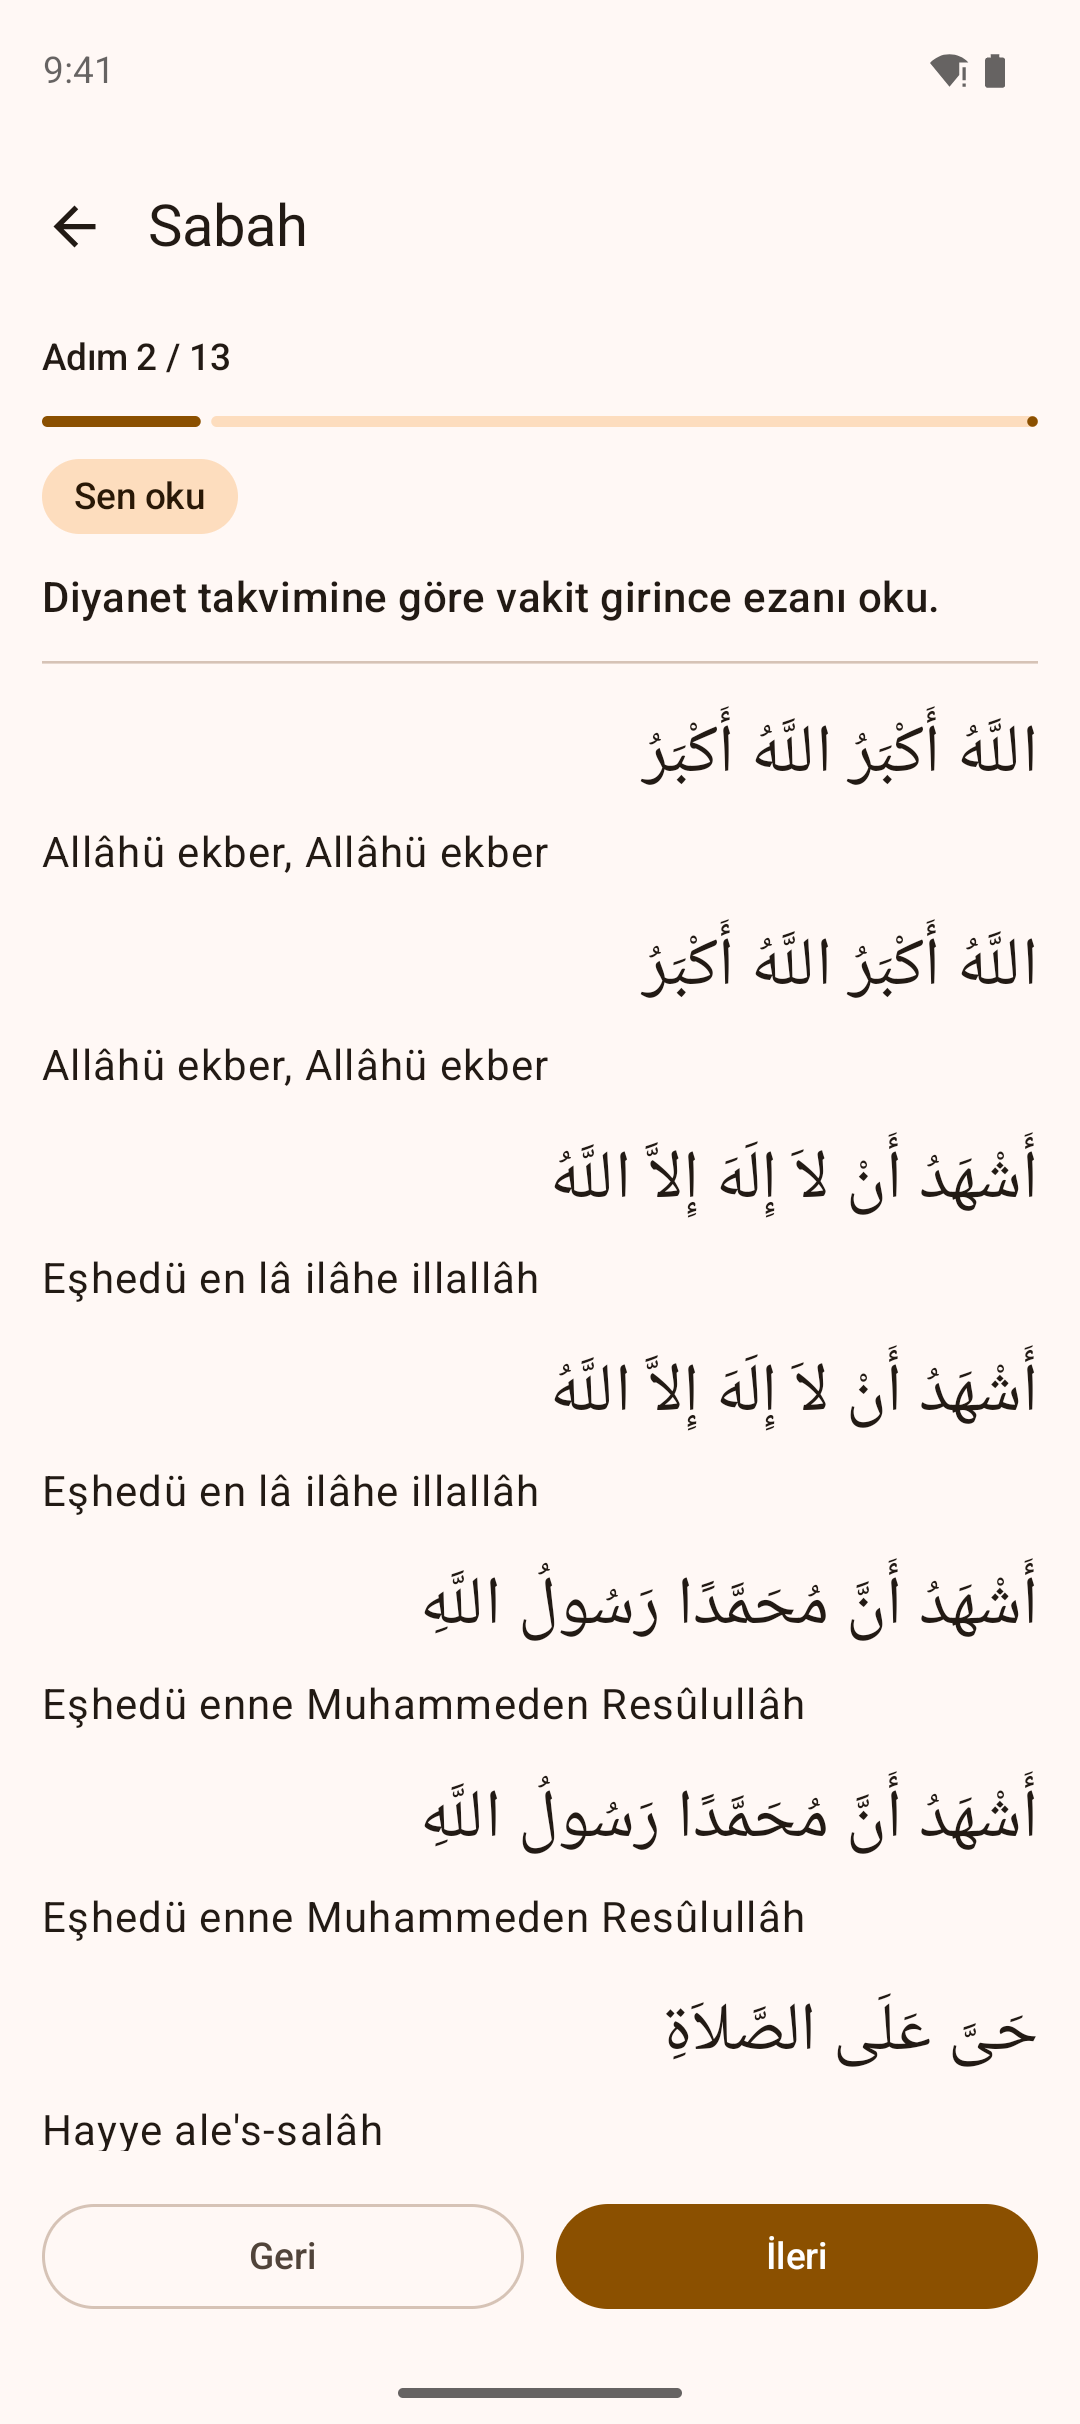 9:41
Sabah
Adım 2 / 13
Sen oku
Diyanet takvimine göre vakit girince ezanı oku.
اللَّهُ أَكْبَرُ اللَّهُ أَكْبَرُ
Allâhü ekber, Allâhü ekber
اللَّهُ أَكْبَرُ اللَّهُ أَكْبَرُ
Allâhü ekber, Allâhü ekber
أَشْهَدُ أَنْ لاَ إِلَهَ إِلاَّ اللَّهُ
Eşhedü en lâ ilâhe illallâh
أَشْهَدُ أَنْ لاَ إِلَهَ إِلاَّ اللَّهُ
Eşhedü en lâ ilâhe illallâh
أَشْهَدُ أَنَّ مُحَمَّدًا رَسُولُ اللَّهِ
Eşhedü enne Muhammeden Resûlullâh
أَشْهَدُ أَنَّ مُحَمَّدًا رَسُولُ اللَّهِ
Eşhedü enne Muhammeden Resûlullâh
حَىَّ عَلَى الصَّلاَةِ
Hayye ale's-salâh
Geri
İleri